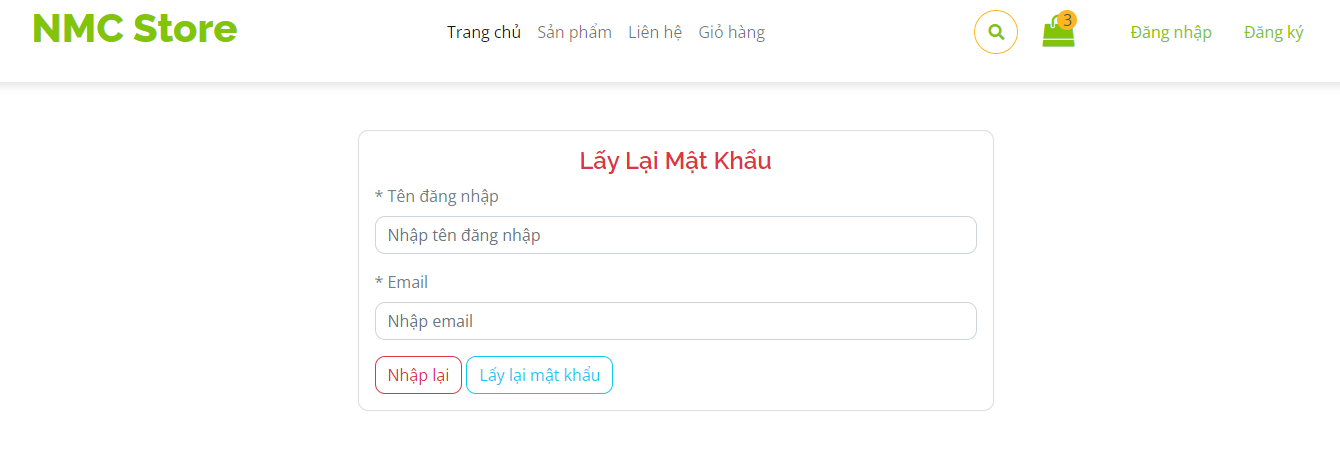 NMC Store
Trang chủ Sản phẩm Liên hệ Giỏ hàng
3
Đăng nhập Đăng ký
Lấy Lại Mật Khẩu
* Tên đăng nhập
Nhập tên đăng nhập
* Email
Nhập email
Nhập lại Lấy lại mật khẩu